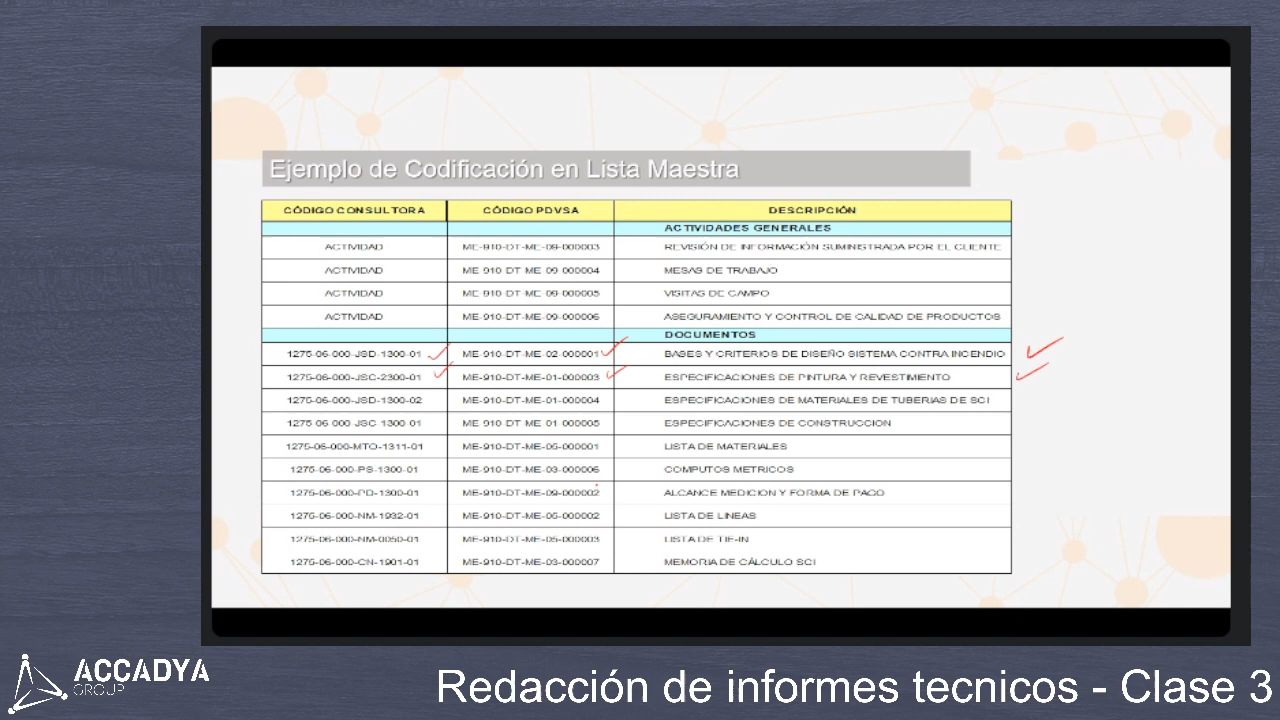 Ejemplo de Codificación en Lista Maestra
CÓDIGO CONSULTORA CÓDIGO PDVSA DESCRIPCIÓN
ACTIVIDADES GENERALES
ACTIVIDAD ME-910-DT-ME-09-000003 REVISIÓN DE INFORMACIÓN SUMINISTRADA POR EL CLIENTE
ACTIVIDAD ME-910-DT-ME-09-000004 MESAS DE TRABAJO
ACTIVIDAD ME-910-DT-ME-09-000005 VISITAS DE CAMPO
ACTIVIDAD ME-910-DT-ME-09-000006 ASEGURAMIENTO Y CONTROL DE CALIDAD DE PRODUCTOS
DOCUMENTOS
1275-06-000-JSD-1300-01 ME-910-DT-ME-02-000001 BASES Y CRITERIOS DE DISEÑO SISTEMA CONTRA INCENDIO
1275-06-000-JSC-2300-01 ME-910-DT-ME-01-000003 ESPECIFICACIONES DE PINTURA Y REVESTIMIENTO
1275-06-000-JSD-1300-02 ME-910-DT-ME-01-000004 ESPECIFICACIONES DE MATERIALES DE TUBERIAS DE SCI
1275-06-000-JSC-1300-01 ME-910-DT-ME-01-000005 ESPECIFICACIONES DE CONSTRUCCION
1275-06-000-MTO-1311-01 ME-910-DT-ME-05-000001 LISTA DE MATERIALES
1275-06-000-PS-1300-01 ME-910-DT-ME-03-000006 COMPUTOS METRICOS
1275-06-000-PD-1300-01 ME-910-DT-ME-09-000002 ALCANCE MEDICION Y FORMA DE PAGO
1275-06-000-NM-1932-01 ME-910-DT-ME-05-000002 LISTA DE LINEAS
1275-06-000-NM-0050-01 ME-910-DT-ME-05-000003 LISTA DE TIE-IN
1275-06-000-CN-1901-01 ME-910-DT-ME-03-000007 MEMORIA DE CÁLCULO SCI
ACCADYA
GROUP
Redacción de informes tecnicos - Clase 3